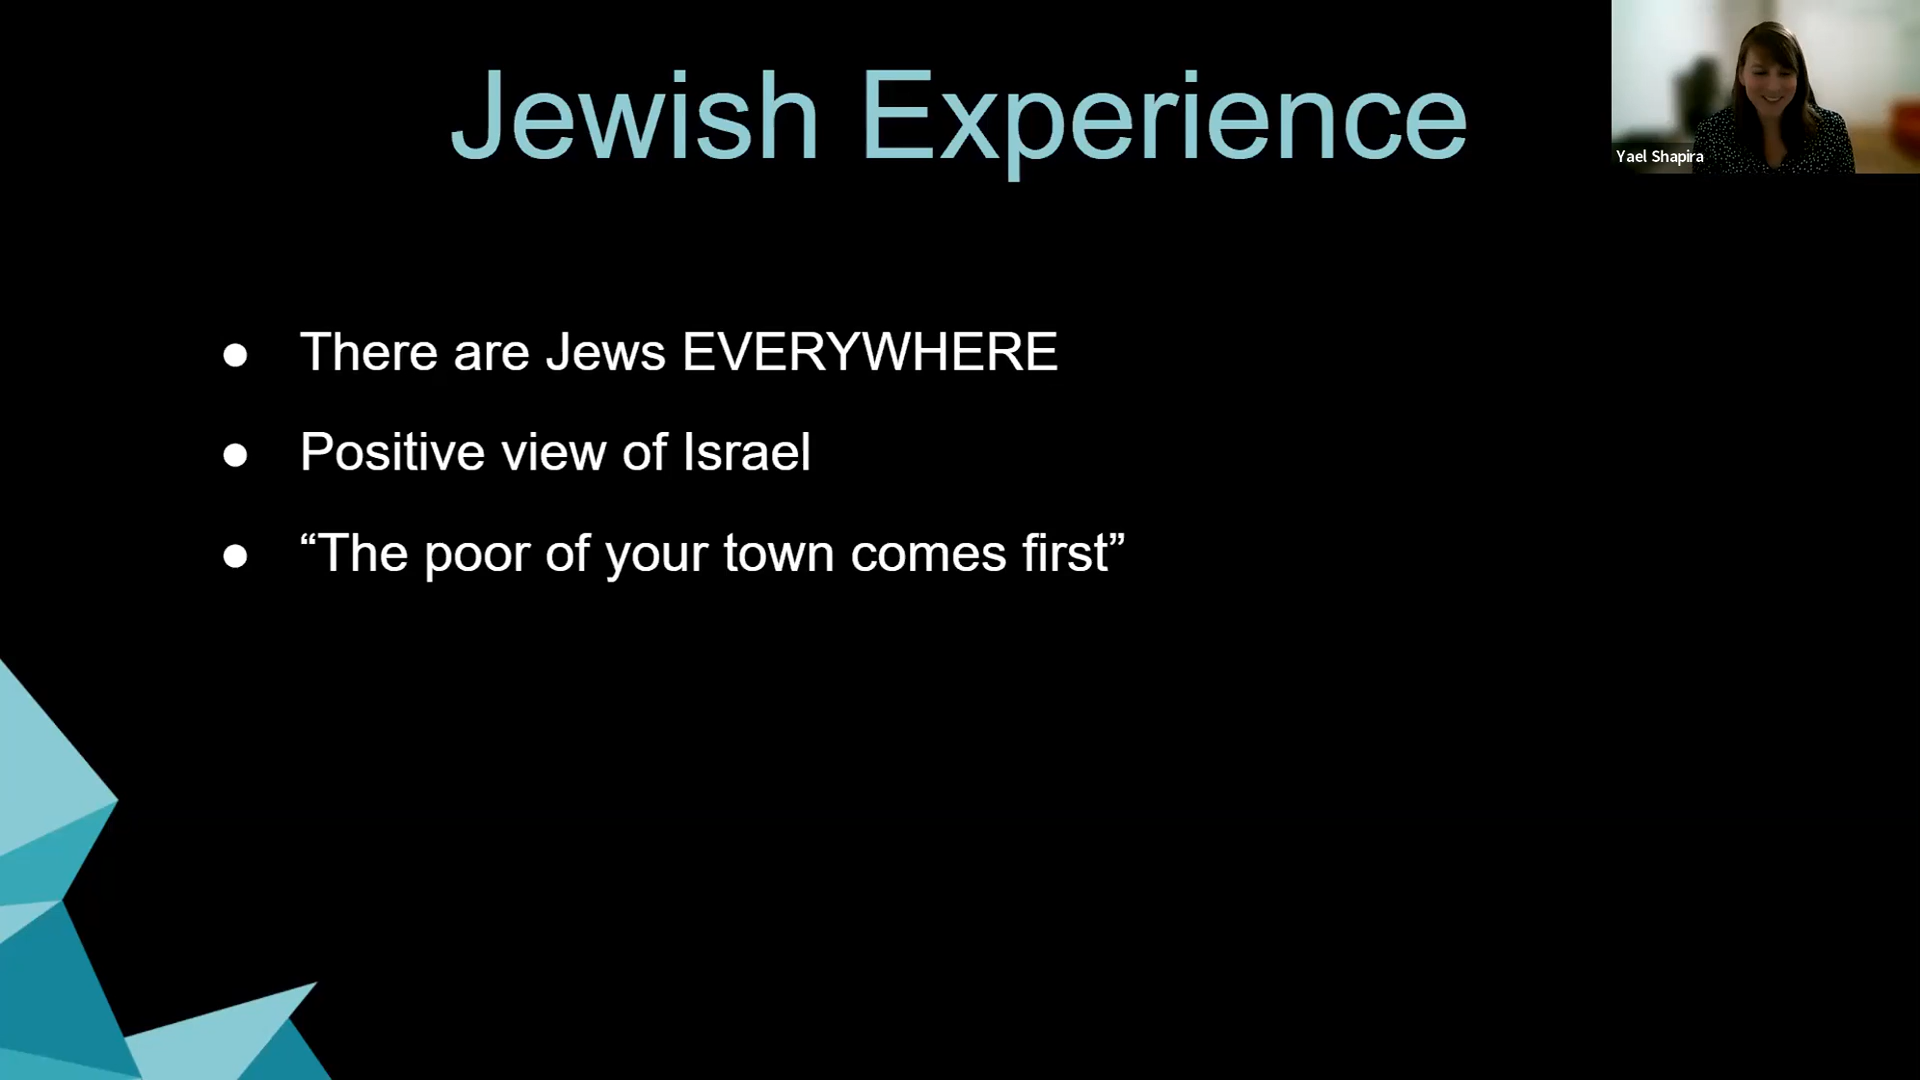 Jewish Experience
Yael Shapira
● There are Jews EVERYWHERE
● Positive view of Israel
● “The poor of your town comes first”